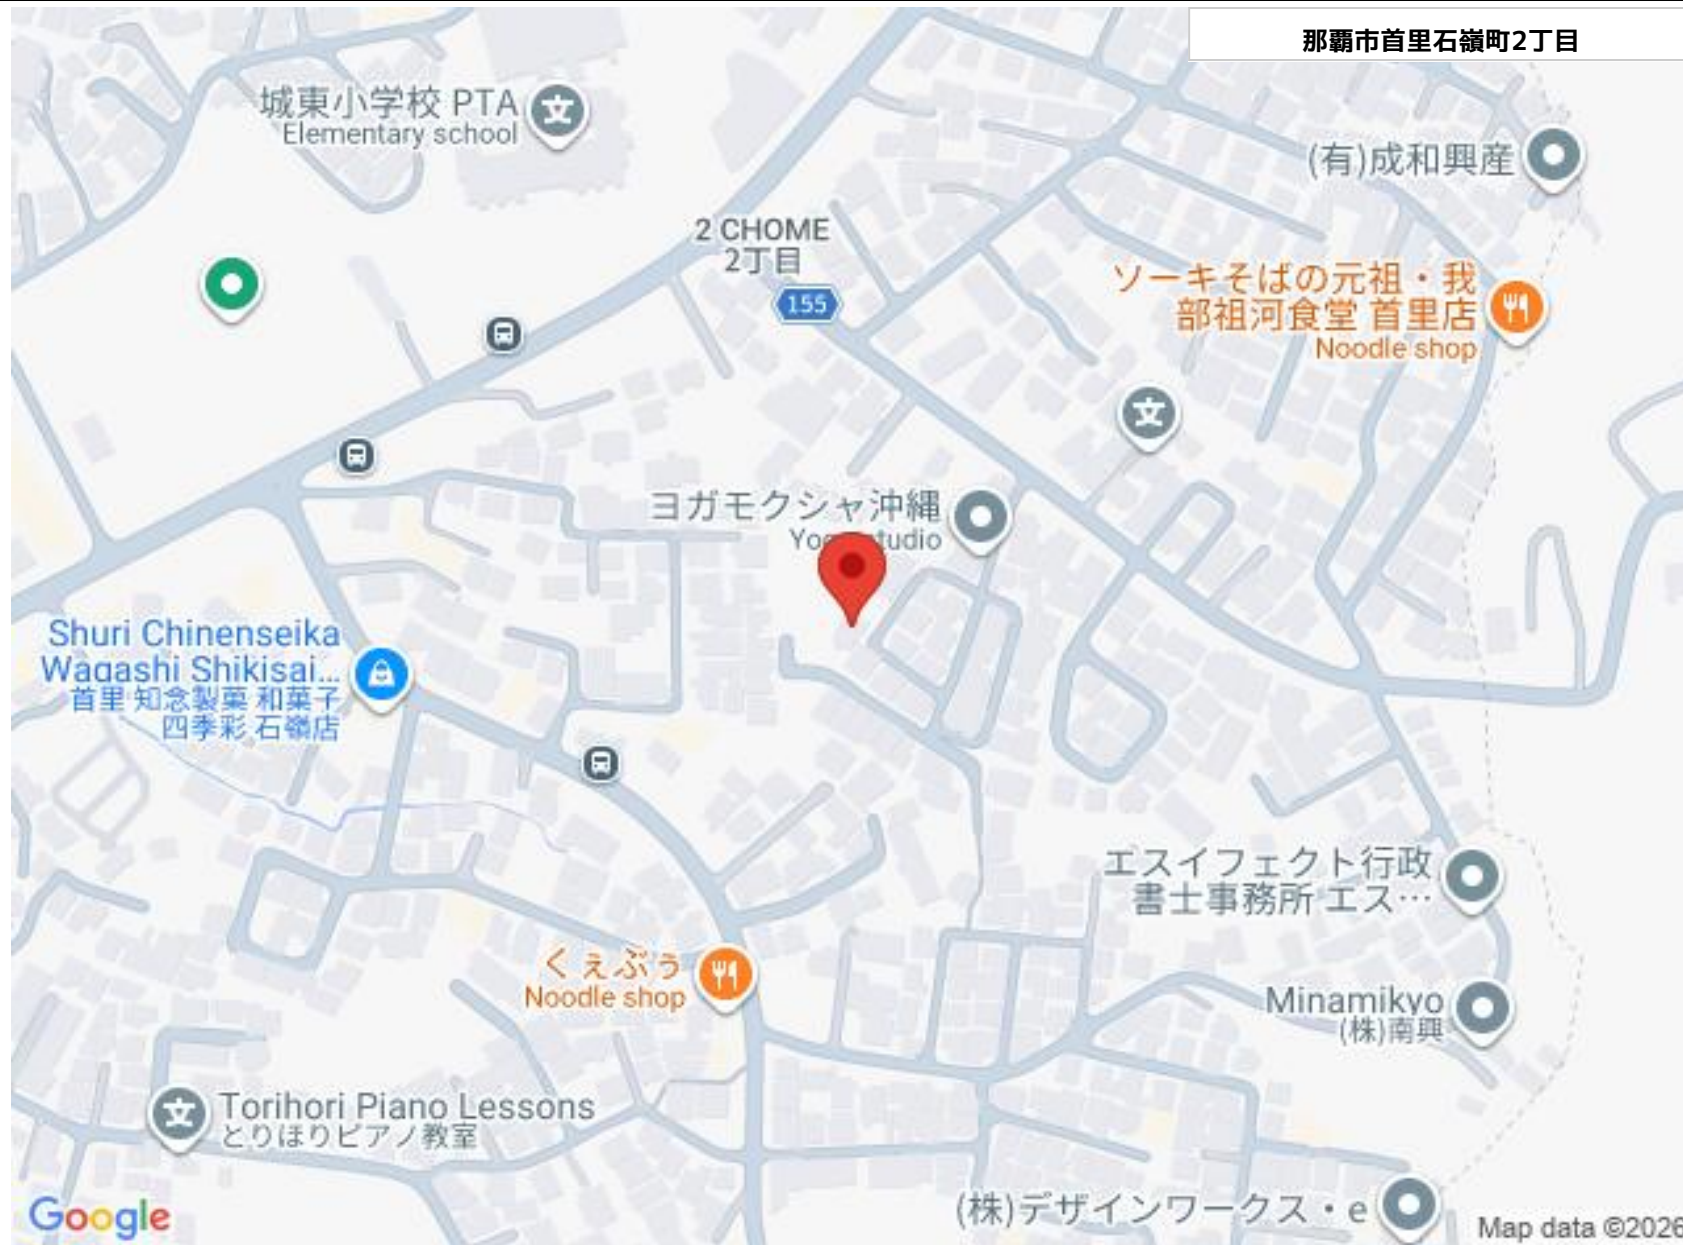 那覇市首里石嶺町2丁目
城東小学校 PTA
Elementary school
(有)成和興産
2 CHOME
2丁目
155
ソーキそばの元祖・我
部祖河食堂 首里店
Noodle shop
ヨガモクシャ沖縄
Shuri Chinenseika
Wagashi Shikisai...
首里 知念製菓 和菓子
四季彩 石嶺店
エスイフェクト行政
書士事務所 エス…
くぇぶぅ
Noodle shop
Minamikyo
(株)南興
Torihori Piano Lessons
とりほりピアノ教室
(株)デザインワークス・e
Google
Map data ©2026